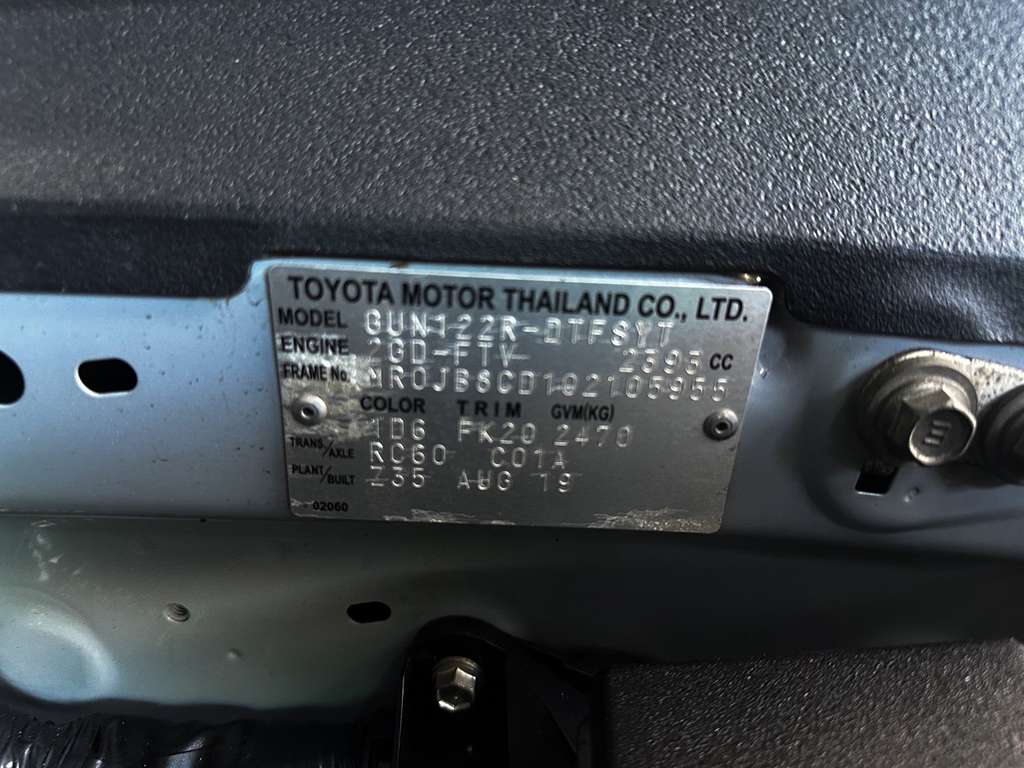 TOYOTA MOTOR THAILAND CO., LTD.
MODEL GUN122R-DTFSYT
ENGINE 2GD-FTV 2393 CC
FRAME No. MR0JB8CD102105955
COLOR TRIM GVM(KG)
1D6 FK20 2470
TRANS/AXLE RC60 C01A
PLANT/BUILT Z35 AUG 19
02060